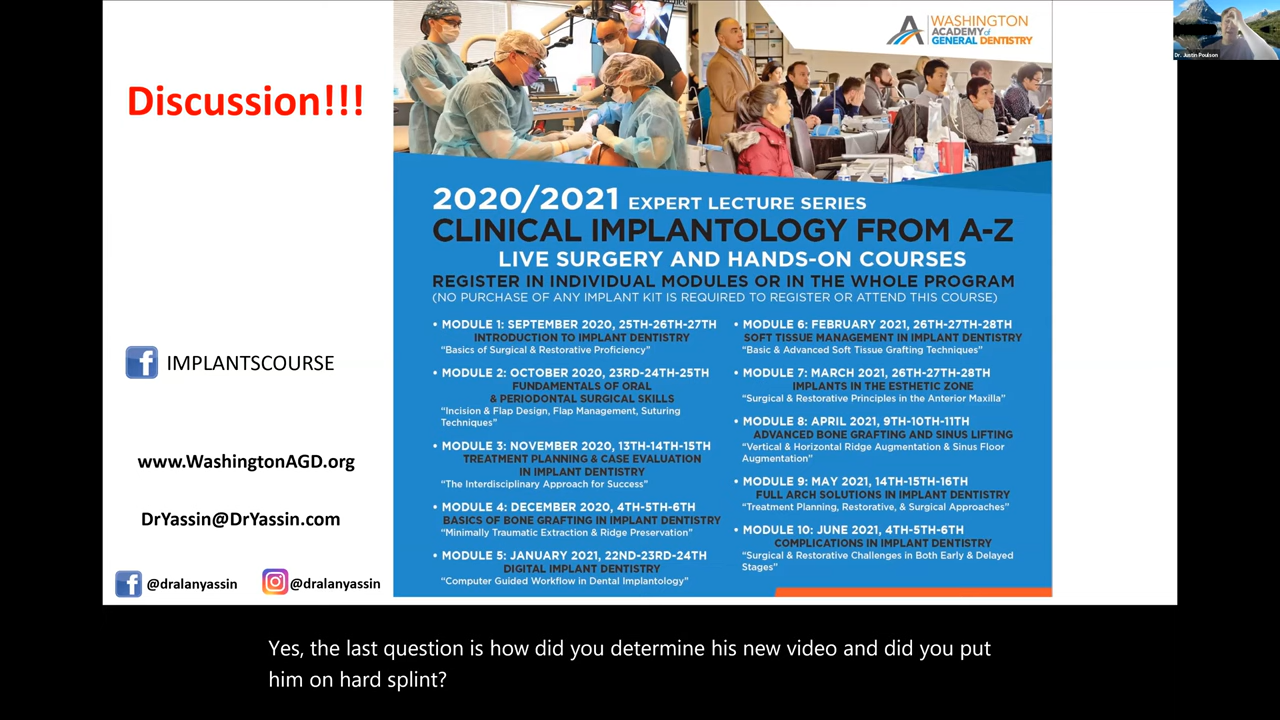 Discussion!!!
IMPLANTSCOURSE
www.WashingtonAGD.org
DrYassin@DrYassin.com
@dralanyassin
@dralanyassin
WASHINGTON
ACADEMY of
GENERAL DENTISTRY
2020/2021 EXPERT LECTURE SERIES
CLINICAL IMPLANTOLOGY FROM A-Z
LIVE SURGERY AND HANDS-ON COURSES
REGISTER IN INDIVIDUAL MODULES OR IN THE WHOLE PROGRAM
(NO PURCHASE OF ANY IMPLANT KIT IS REQUIRED TO REGISTER OR ATTEND THIS COURSE)
• MODULE 1: SEPTEMBER 2020, 25TH-26TH-27TH
INTRODUCTION TO IMPLANT DENTISTRY
"Basics of Surgical & Restorative Proficiency"
• MODULE 2: OCTOBER 2020, 23RD-24TH-25TH
FUNDAMENTALS OF ORAL
& PERIODONTAL SURGICAL SKILLS
"Incision & Flap Design, Flap Management, Suturing
Techniques"
• MODULE 3: NOVEMBER 2020, 13TH-14TH-15TH
TREATMENT PLANNING & CASE EVALUATION
IN IMPLANT DENTISTRY
"The Interdisciplinary Approach for Success"
• MODULE 4: DECEMBER 2020, 4TH-5TH-6TH
BASICS OF BONE GRAFTING IN IMPLANT DENTISTRY
"Minimally Traumatic Extraction & Ridge Preservation"
• MODULE 5: JANUARY 2021, 22ND-23RD-24TH
DIGITAL IMPLANT DENTISTRY
"Computer Guided Workflow in Dental Implantology"
• MODULE 6: FEBRUARY 2021, 26TH-27TH-28TH
SOFT TISSUE MANAGEMENT IN IMPLANT DENTISTRY
"Basic & Advanced Soft Tissue Grafting Techniques"
• MODULE 7: MARCH 2021, 26TH-27TH-28TH
IMPLANTS IN THE ESTHETIC ZONE
"Surgical & Restorative Principles in the Anterior Maxilla"
• MODULE 8: APRIL 2021, 9TH-10TH-11TH
ADVANCED BONE GRAFTING AND SINUS LIFTING
"Vertical & Horizontal Ridge Augmentation & Sinus Floor
Augmentation"
• MODULE 9: MAY 2021, 14TH-15TH-16TH
FULL ARCH SOLUTIONS IN IMPLANT DENTISTRY
"Treatment Planning, Restorative, & Surgical Approaches"
• MODULE 10: JUNE 2021, 4TH-5TH-6TH
COMPLICATIONS IN IMPLANT DENTISTRY
"Surgical & Restorative Challenges in Both Early & Delayed
Stages"
Dr. Justin Poulson
Yes, the last question is how did you determine his new video and did you put
him on hard splint?